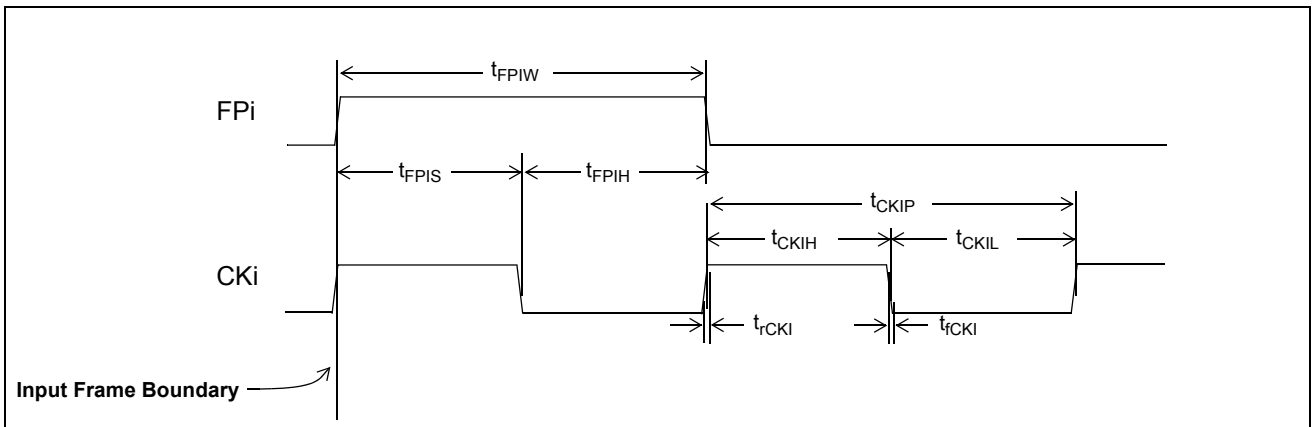 tFPIW
FPi
tFPIS
tFPIH
tCKIP
tCKIH
tCKIL
CKi
trCKI
tfCKI
Input Frame Boundary